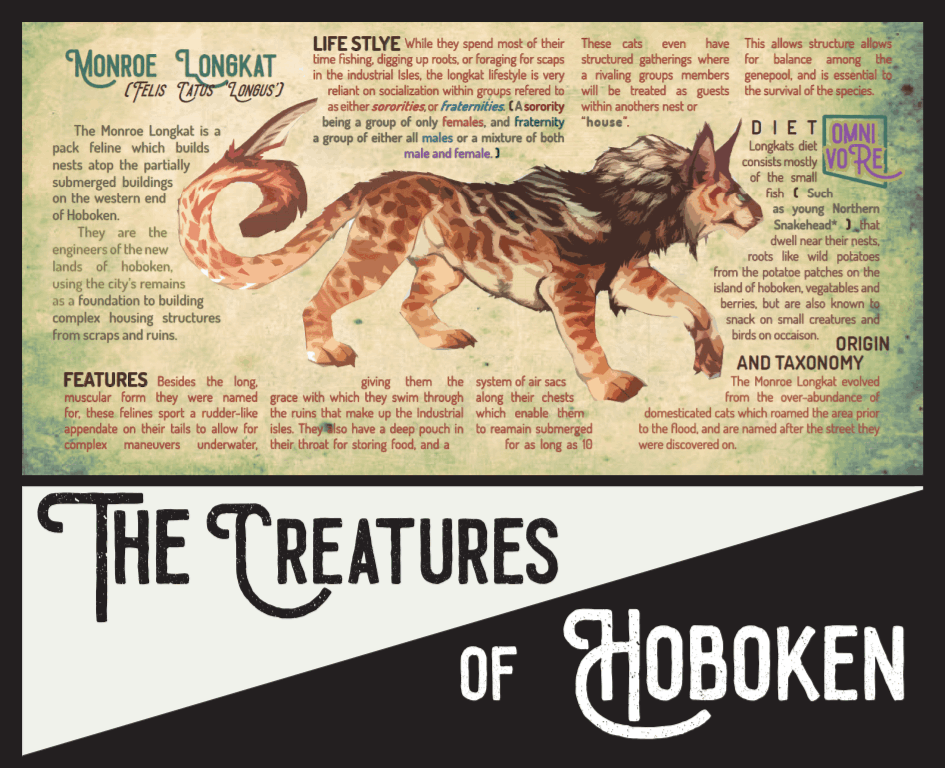 Monroe Longkat
(Felis Catus Longus')
The Monroe Longkat is a
pack feline which builds
nests atop the partially
submerged buildings
on the western end
of Hoboken.
They are the
engineers of the new
lands of hoboken,
using the city's remains
as a foundation to building
complex housing structures
from scraps and ruins.
LIFE STLYE While they spend most of their
time fishing, digging up roots, or foraging for scaps
in the industrial Isles, the longkat lifestyle is very
reliant on socialization within groups refered to
as either sororities, or fraternities. ( A sorority
being a group of only females, and fraternity
a group of either all males or a mixture of both
male and female. )
These cats even have
structured gatherings where
a rivaling groups members
will be treated as guests
within anothers nest or
"house".
This allows structure allows
for balance among the
genepool, and is essential to
the survival of the species.
DIET
OMNI
VORE
Longkats diet
consists mostly
of the small
fish ( Such
as young Northern
Snakehead* ) that
dwell near their nests,
roots like wild potatoes
from the potatoe patches on the
island of hoboken, vegatables and
berries, but are also known to
snack on small creatures and
birds on occaison.
ORIGIN
AND TAXONOMY
The Monroe Longkat evolved
from the over-abundance of
domesticated cats which roamed the area prior
to the flood, and are named after the street they
were discovered on.
FEATURES Besides the long,
muscular form they were named
for, these felines sport a rudder-like
appendate on their tails to allow for
complex maneuvers underwater,
giving them the
grace with which they swim through
the ruins that make up the Industrial
isles. They also have a deep pouch in
their throat for storing food, and a
system of air sacs
along their chests
which enable them
to reamain submerged
for as long as 10
The Creatures
of Hoboken